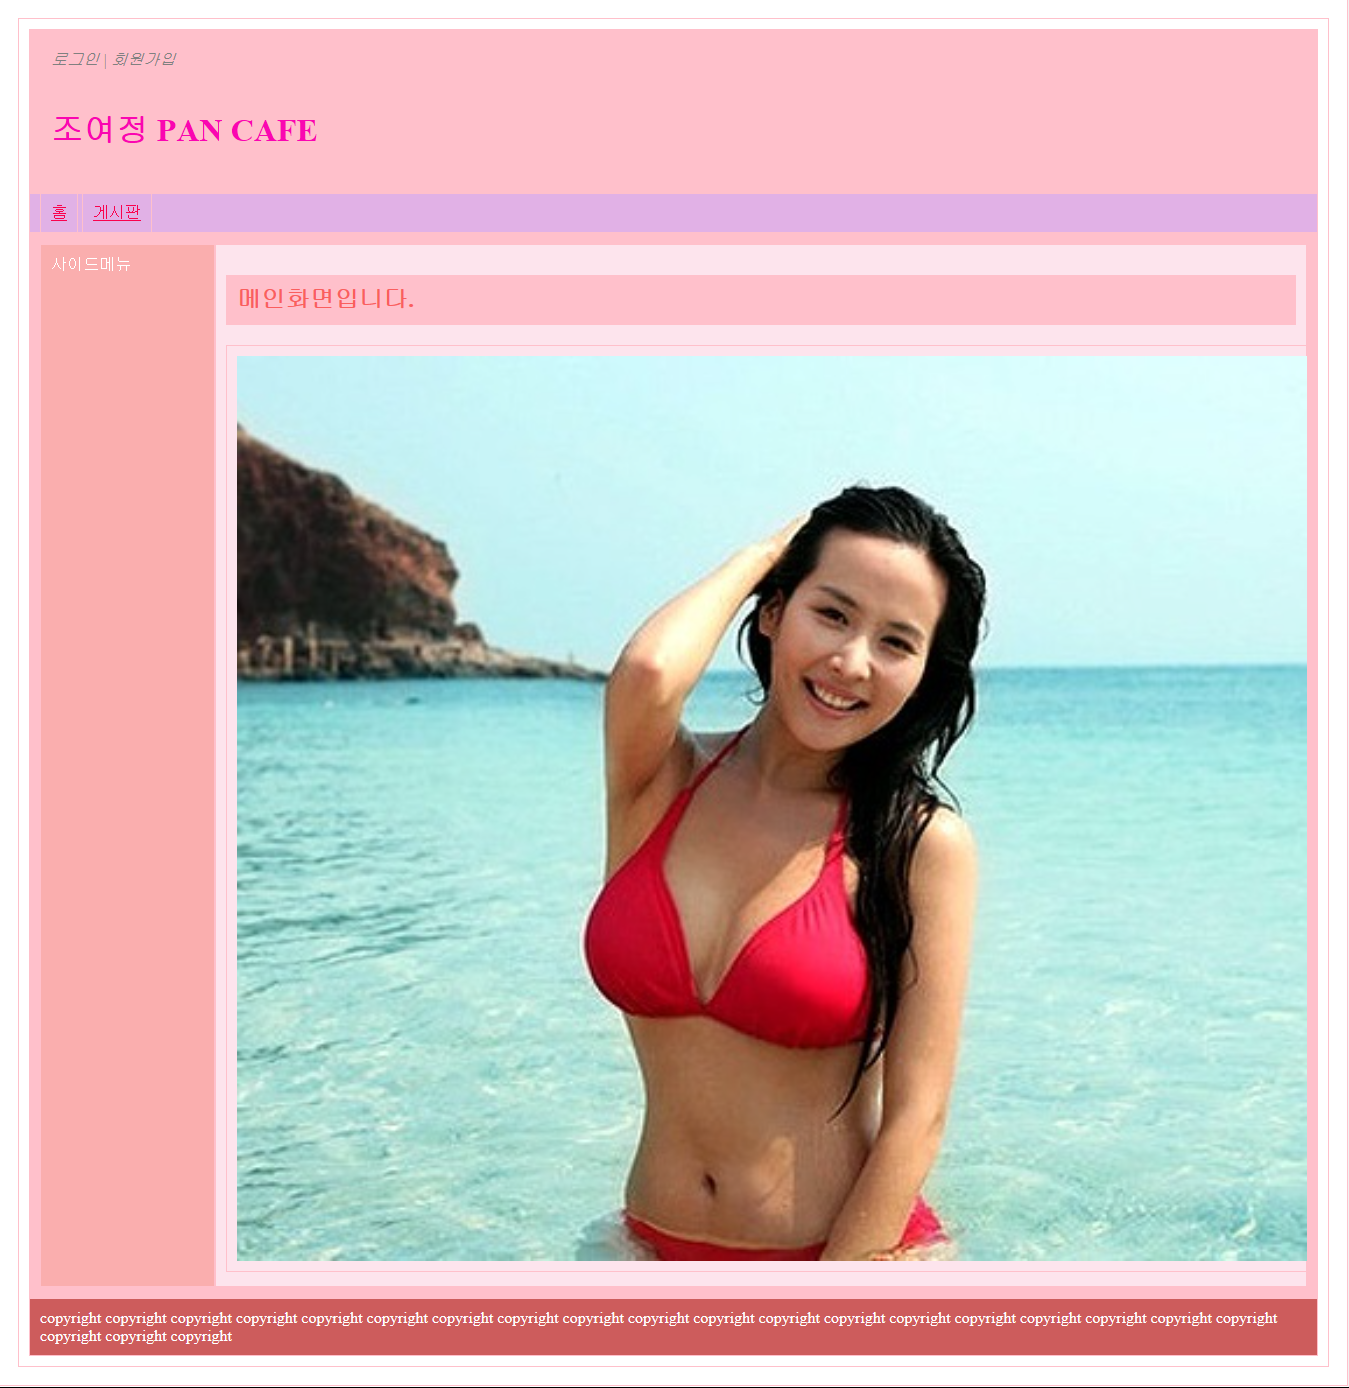 로그인 | 회원가입
조여정 PAN CAFE
홈 게시판
사이드메뉴
메인화면입니다.
copyright copyright copyright copyright copyright copyright copyright copyright copyright copyright copyright copyright copyright copyright copyright copyright copyright copyright copyright
copyright copyright copyright